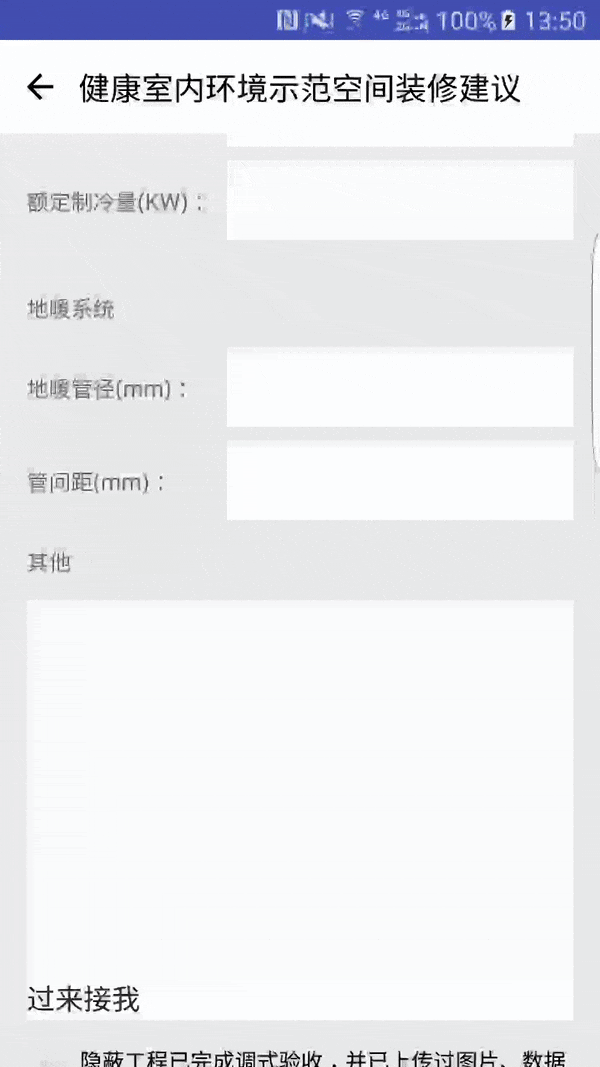 100% 13:50
健康室内环境示范空间装修建议
额定制冷量(KW)：
地暖系统
地暖管径(mm)：
管间距(mm)：
其他
过来接我
隐蔽工程已完成调式验收，并已上传过图片、数据